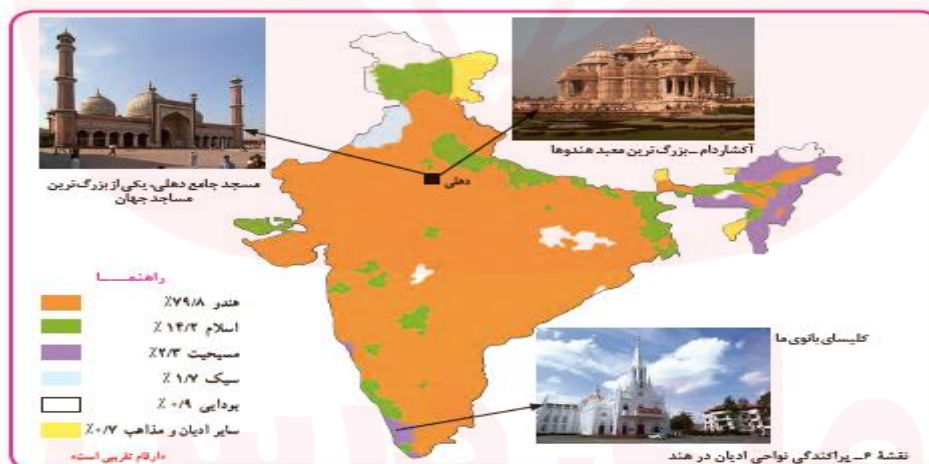 آکشاردام ـ بزرگ‌ترین معبد هندوها
مسجد جامع دهلی، یکی از بزرگ‌ترین
مساجد جهان
دهلی
راهنمـــــا
هندو ۷۹/۸٪
اسلام ۱۴/۲ ٪
مسیحیت ۲/۳٪
سیک ۱/۷ ٪
بودایی ۰/۹ ٪
سایر ادیان و مذاهب ۰/۷٪
«ارقام تقریبی است»
کلیسای بانوی ما
نقشهٔ ۶ـ پراکندگی نواحی ادیان در هند